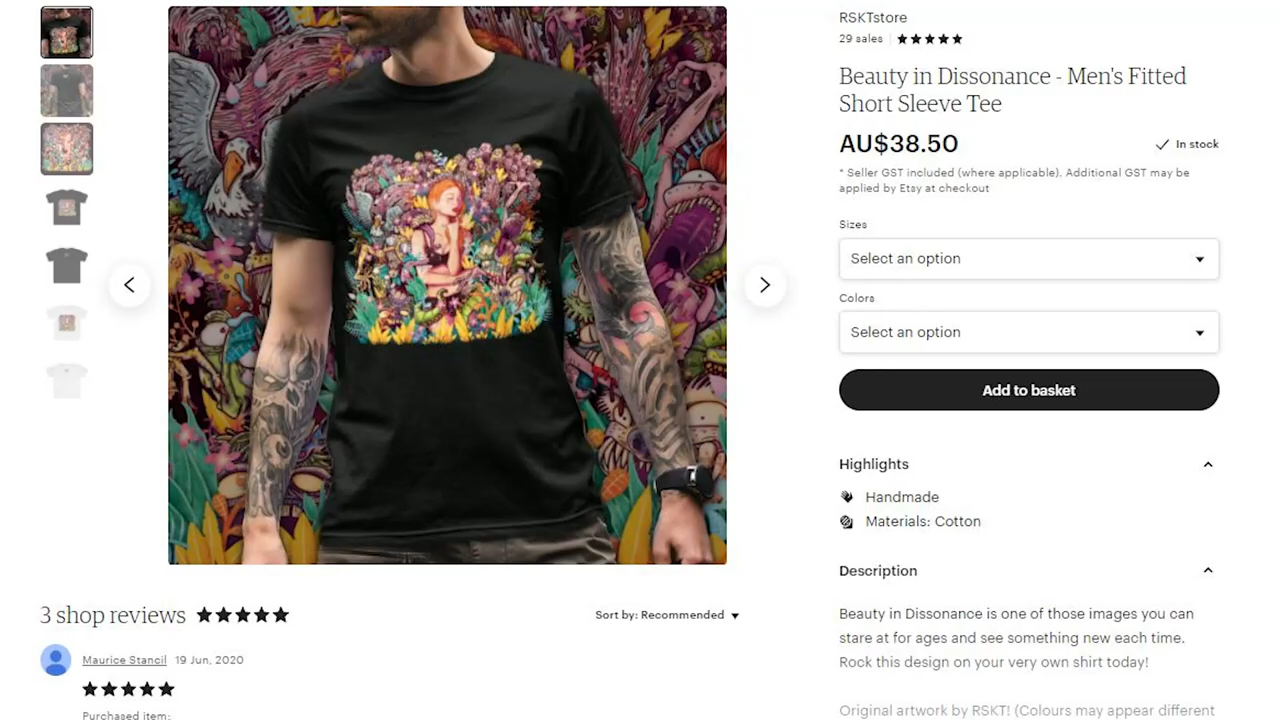 RSKTstore
29 sales
Beauty in Dissonance - Men's Fitted
Short Sleeve Tee
AU$38.50
In stock
* Seller GST included (where applicable). Additional GST may be
applied by Etsy at checkout
Sizes
Select an option
Colors
Select an option
Add to basket
Highlights
Handmade
Materials: Cotton
Description
Beauty in Dissonance is one of those images you can
stare at for ages and see something new each time.
Rock this design on your very own shirt today!
Original artwork by RSKT! (Colours may appear different
3 shop reviews
Sort by: Recommended
Maurice Stancil 19 Jun, 2020
Purchased item: